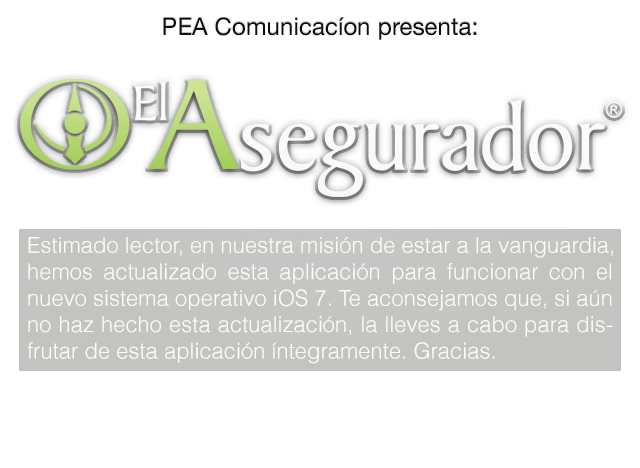 PEA Comunicacíon presenta:
El Asegurador®
Estimado lector, en nuestra misión de estar a la vanguardia,
hemos actualizado esta aplicación para funcionar con el
nuevo sistema operativo iOS 7. Te aconsejamos que, si aún
no haz hecho esta actualización, la lleves a cabo para dis-
frutar de esta aplicación íntegramente. Gracias.